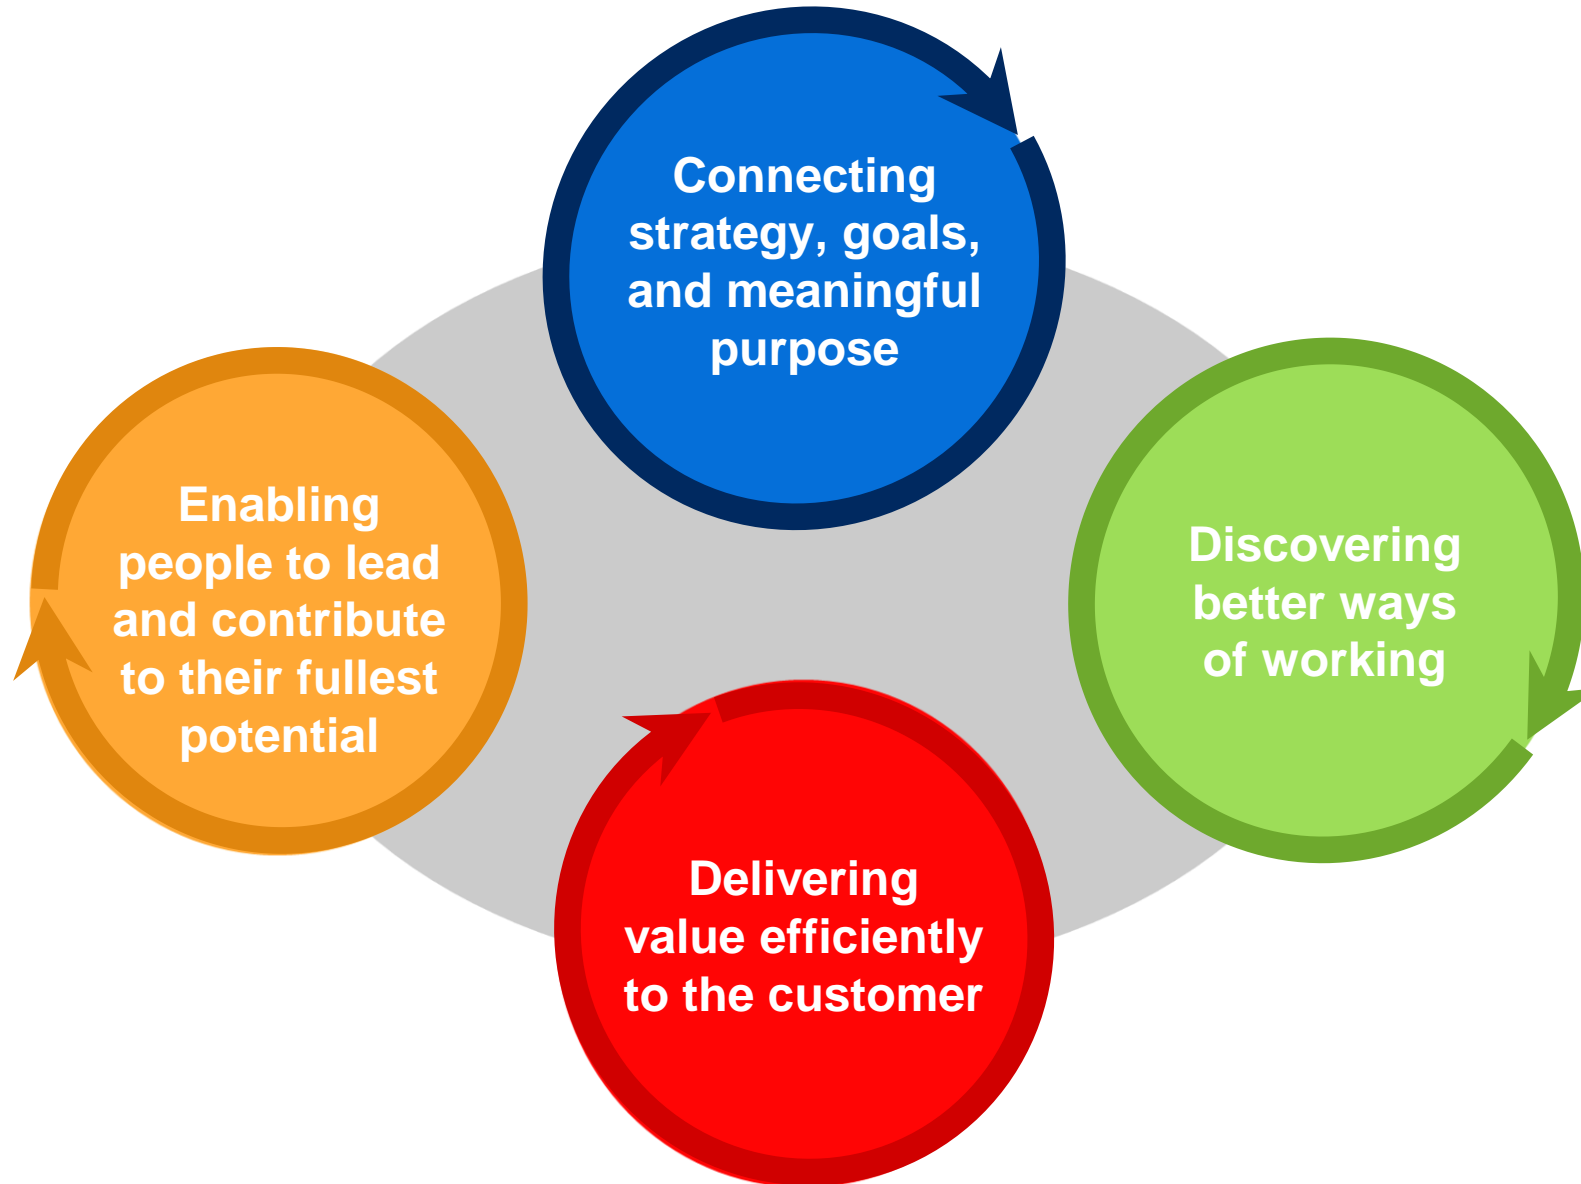 Connecting
strategy, goals,
and meaningful
purpose
Enabling
people to lead
and contribute
to their fullest
potential
Discovering
better ways
of working
Delivering
value efficiently
to the customer